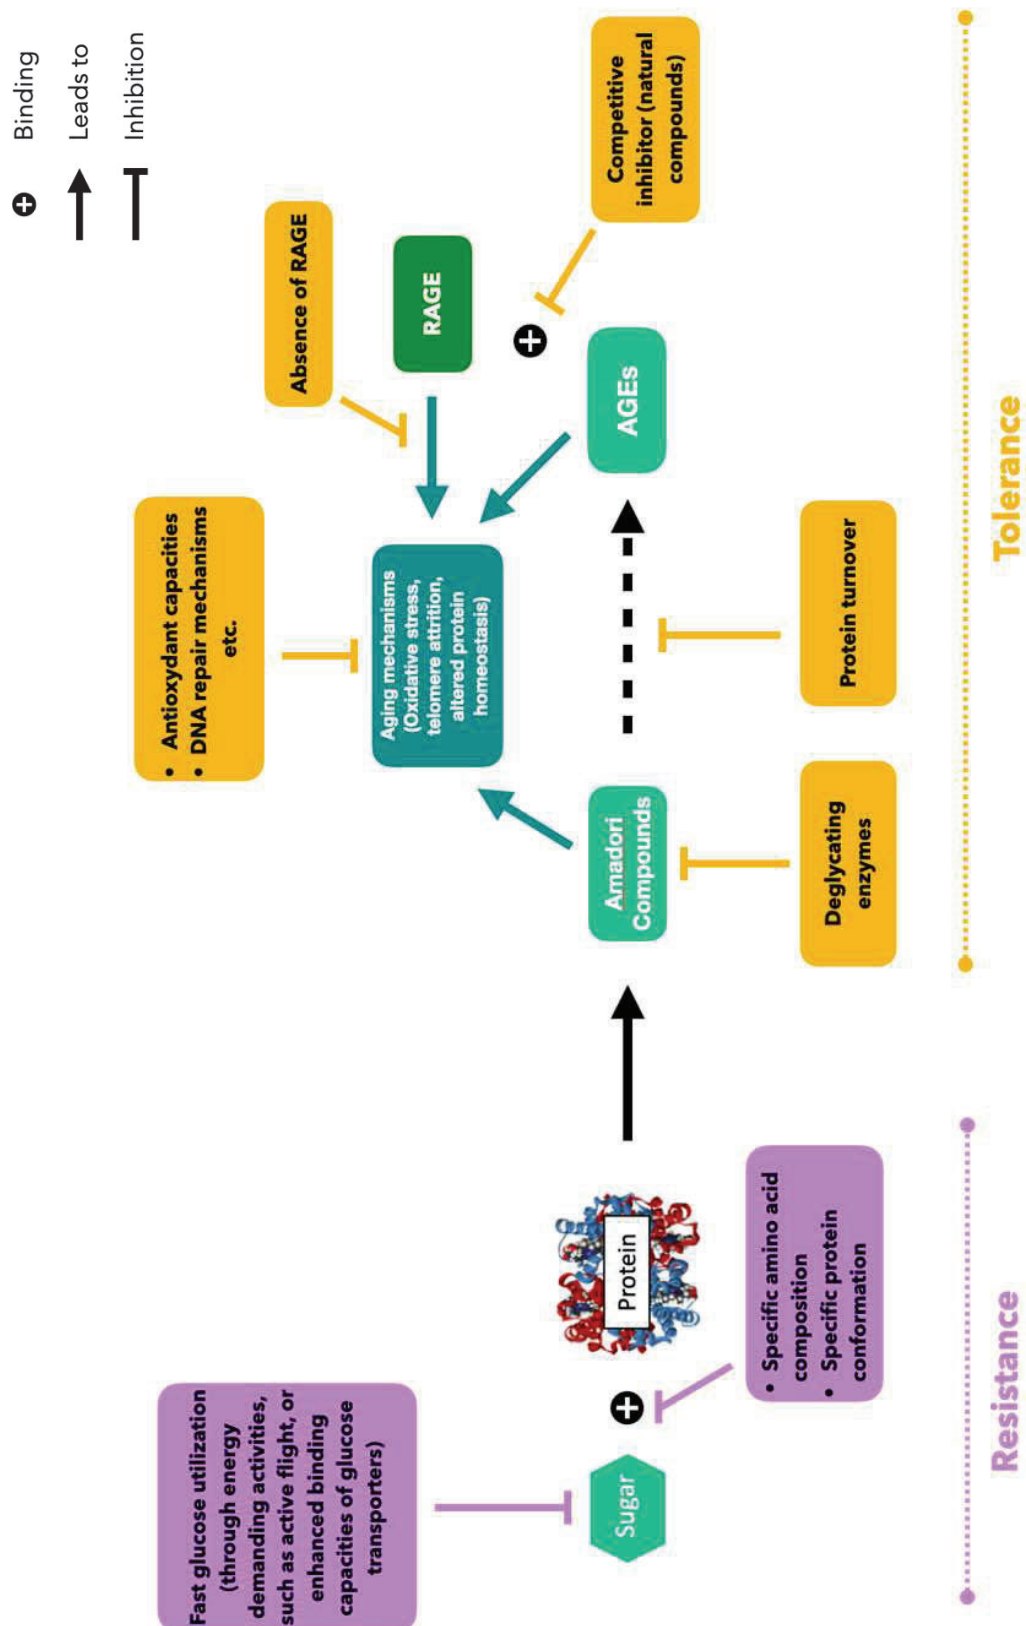 Binding
Leads to
Inhibition
Fast glucose utilization
(through energy
demanding activities,
such as active flight, or
enhanced binding
capacities of glucose
transporters)
Sugar
Protein
• Specific amino acid
composition
• Specific protein
conformation
• Antioxydant capacities
• DNA repair mechanisms
etc.
Aging mechanisms
(Oxidative stress,
telomere attrition,
altered protein
homeostasis)
Absence of RAGE
RAGE
Amadori
Compounds
AGEs
Competitive
inhibitor (natural
compounds)
Deglycating
enzymes
Protein turnover
Resistance
Tolerance